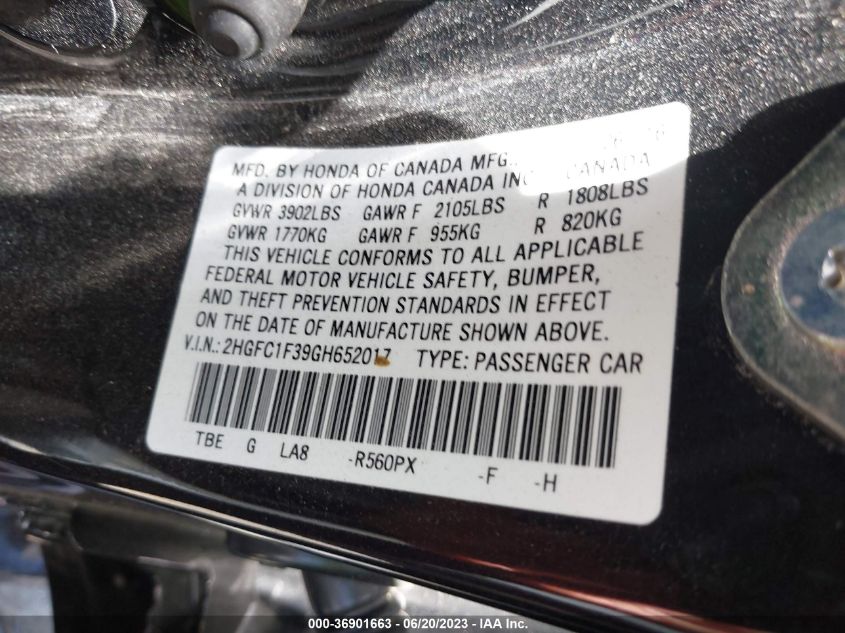 MFD. BY HONDA OF CANADA MFG.,
A DIVISION OF HONDA CANADA INC CANADA
GVWR 3902LBS GAWR F 2105LBS R 1808LBS
GVWR 1770KG GAWR F 955KG R 820KG
THIS VEHICLE CONFORMS TO ALL APPLICABLE
FEDERAL MOTOR VEHICLE SAFETY, BUMPER,
AND THEFT PREVENTION STANDARDS IN EFFECT
ON THE DATE OF MANUFACTURE SHOWN ABOVE.
V.I.N.: 2HGFC1F39GH652017 TYPE: PASSENGER CAR
TBE G LA8 -R560PX -F -H
000-36901663 - 06/20/2023 - IAA Inc.